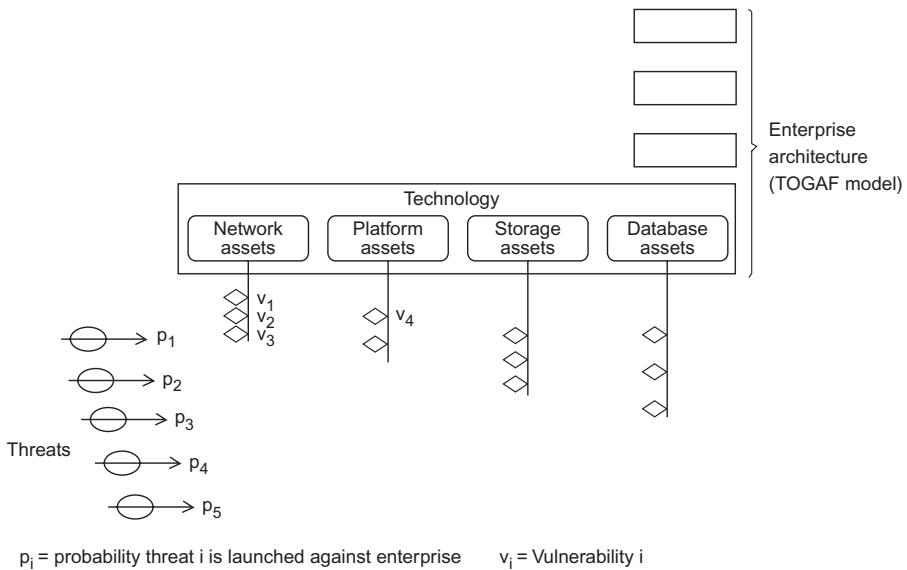 Enterprise
architecture
(TOGAF model)
Technology
Network
assets
Platform
assets
Storage
assets
Database
assets
v1
v2
v3
v4
p1
p2
p3
Threats
p4
p5
pi = probability threat i is launched against enterprise
vi = Vulnerability i